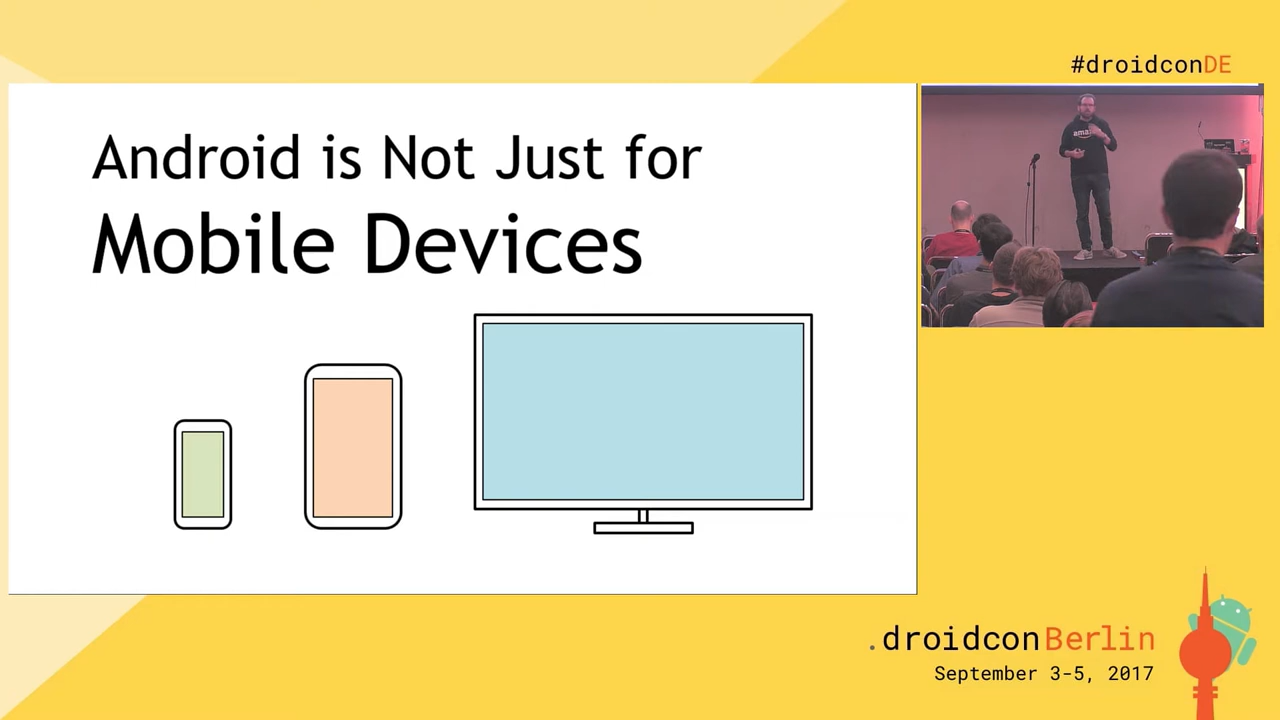 #droidconDE
Android is Not Just for
Mobile Devices
.droidconBerlin
September 3-5, 2017